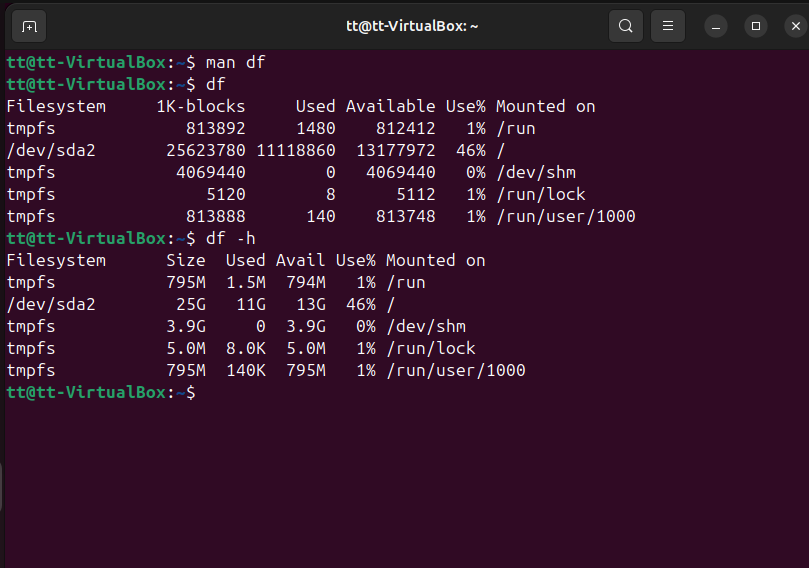 tt@tt-VirtualBox: ~
tt@tt-VirtualBox:~$ man df
tt@tt-VirtualBox:~$ df
Filesystem     1K-blocks     Used Available Use% Mounted on
tmpfs             813892     1480    812412   1% /run
/dev/sda2       25623780 11118860  13177972  46% /
tmpfs            4069440        0   4069440   0% /dev/shm
tmpfs               5120        8      5112   1% /run/lock
tmpfs             813888      140    813748   1% /run/user/1000
tt@tt-VirtualBox:~$ df -h
Filesystem      Size  Used Avail Use% Mounted on
tmpfs           795M  1.5M  794M   1% /run
/dev/sda2        25G   11G   13G  46% /
tmpfs           3.9G     0  3.9G   0% /dev/shm
tmpfs           5.0M  8.0K  5.0M   1% /run/lock
tmpfs           795M  140K  795M   1% /run/user/1000
tt@tt-VirtualBox:~$